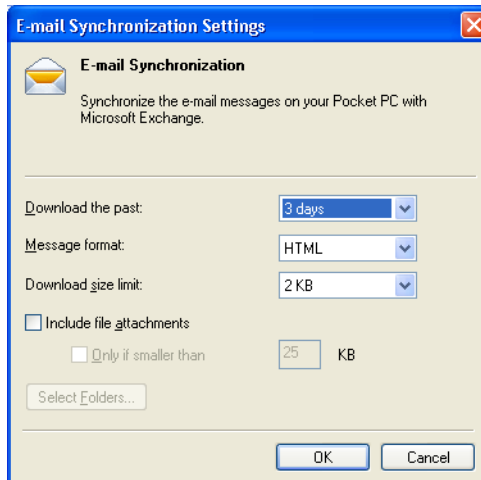 E-mail Synchronization Settings
E-mail Synchronization
Synchronize the e-mail messages on your Pocket PC with
Microsoft Exchange.
Download the past: 3 days
Message format: HTML
Download size limit: 2 KB
Include file attachments
Only if smaller than 25 KB
Select Folders...
OK Cancel